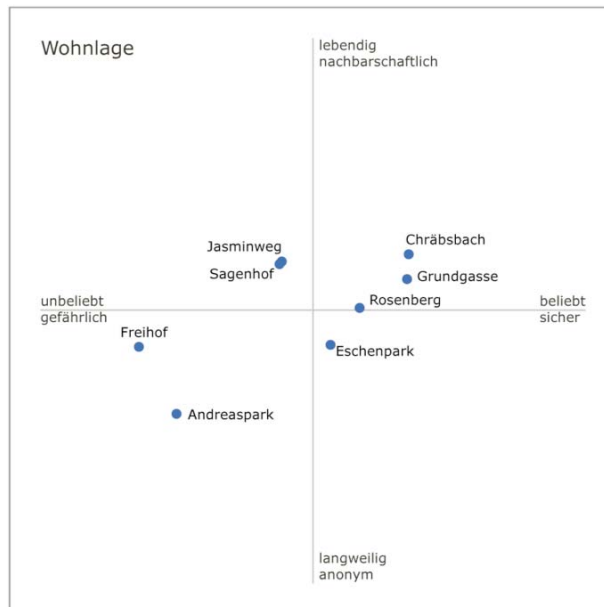 Wohnlage
lebendig
nachbarschaftlich
Jasminweg
Sagenhof
Chräbsbach
Grundgasse
Rosenberg
unbeliebt
gefährlich
beliebt
sicher
Freihof
Eschenpark
Andreaspark
langweilig
anonym